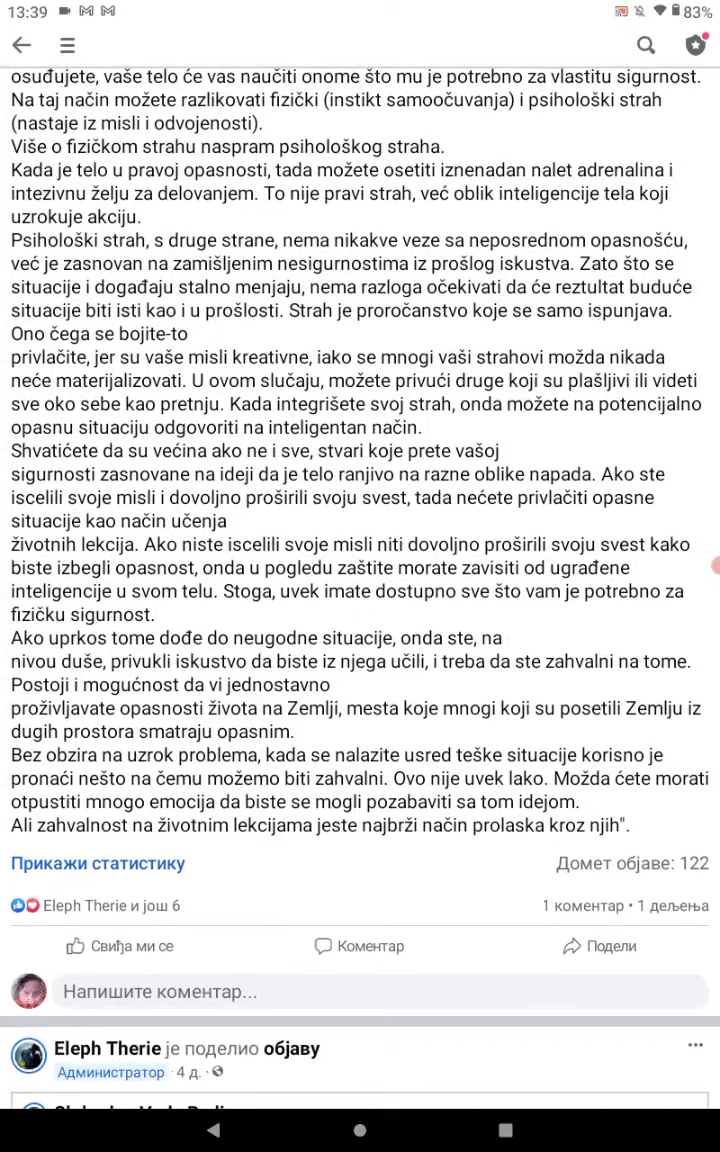 13:39
83%
osuđujete, vaše telo će vas naučiti onome što mu je potrebno za vlastitu sigurnost.
Na taj način možete razlikovati fizički (instikt samoočuvanja) i psihološki strah
(nastaje iz misli i odvojenosti).
Više o fizičkom strahu naspram psihološkog straha.
Kada je telo u pravoj opasnosti, tada možete osetiti iznenadan nalet adrenalina i
intezivnu želju za delovanjem. To nije pravi strah, već oblik inteligencije tela koji
uzrokuje akciju.
Psihološki strah, s druge strane, nema nikakve veze sa neposrednom opasnošću,
već je zasnovan na zamišljenim nesigurnostima iz prošlog iskustva. Zato što se
situacije i događaju stalno menjaju, nema razloga očekivati da će reztultat buduće
situacije biti isti kao i u prošlosti. Strah je proročanstvo koje se samo ispunjava.
Ono čega se bojite-to
privlačite, jer su vaše misli kreativne, iako se mnogi vaši strahovi možda nikada
neće materijalizovati. U ovom slučaju, možete privući druge koji su plašljivi ili videti
sve oko sebe kao pretnju. Kada integrišete svoj strah, onda možete na potencijalno
opasnu situaciju odgovoriti na inteligentan način.
Shvatićete da su većina ako ne i sve, stvari koje prete vašoj
sigurnosti zasnovane na ideji da je telo ranjivo na razne oblike napada. Ako ste
iscelili svoje misli i dovoljno proširili svoju svest, tada nećete privlačiti opasne
situacije kao način učenja
životnih lekcija. Ako niste iscelili svoje misli niti dovoljno proširili svoju svest kako
biste izbegli opasnost, onda u pogledu zaštite morate zavisiti od ugrađene
inteligencije u svom telu. Stoga, uvek imate dostupno sve što vam je potrebno za
fizičku sigurnost.
Ako uprkos tome dođe do neugodne situacije, onda ste, na
nivou duše, privukli iskustvo da biste iz njega učili, i treba da ste zahvalni na tome.
Postoji i mogućnost da vi jednostavno
proživljavate opasnosti života na Zemlji, mesta koje mnogi koji su posetili Zemlju iz
dugih prostora smatraju opasnim.
Bez obzira na uzrok problema, kada se nalazite usred teške situacije korisno je
pronaći nešto na čemu možemo biti zahvalni. Ovo nije uvek lako. Možda ćete morati
otpustiti mnogo emocija da biste se mogli pozabaviti sa tom idejom.
Ali zahvalnost na životnim lekcijama jeste najbrži način prolaska kroz njih".
Прикажи статистику
Домет објаве: 122
Eleph Therie и још 6
1 коментар • 1 дељења
Свиђа ми се
Коментар
Подели
Напишите коментар...
Eleph Therie је поделио објаву
Администратор · 4 д. ·